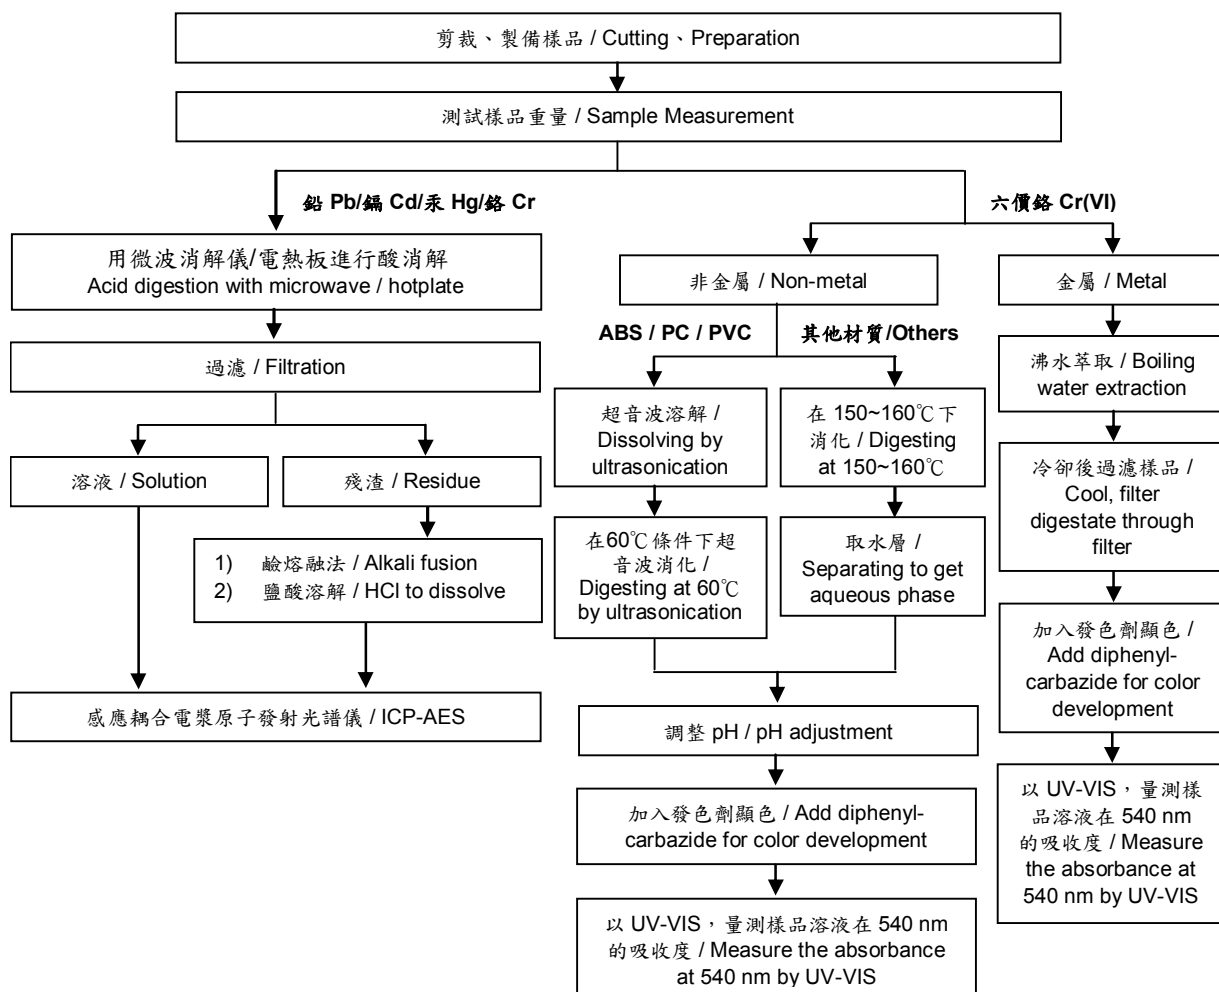 剪裁、製備樣品 / Cutting、Preparation
測試樣品重量 / Sample Measurement
鉛 Pb/鎘 Cd/汞 Hg/鉻 Cr
六價鉻 Cr(VI)
用微波消解儀/電熱板進行酸消解
Acid digestion with microwave / hotplate
過濾 / Filtration
溶液 / Solution
殘渣 / Residue
1) 鹼熔融法 / Alkali fusion
2) 鹽酸溶解 / HCl to dissolve
感應耦合電漿原子發射光譜儀 / ICP-AES
非金屬 / Non-metal
ABS / PC / PVC
其他材質/Others
超音波溶解 /
Dissolving by
ultrasonication
在60℃條件下超
音波消化 /
Digesting at 60℃
by ultrasonication
在 150~160℃下
消化 / Digesting
at 150~160℃
取水層 /
Separating to get
aqueous phase
調整 pH / pH adjustment
加入發色劑顯色 / Add diphenyl-
carbazide for color development
以 UV-VIS，量測樣品溶液在 540 nm
的吸收度 / Measure the absorbance
at 540 nm by UV-VIS
金屬 / Metal
沸水萃取 / Boiling
water extraction
冷卻後過濾樣品 /
Cool, filter
digestate through
filter
加入發色劑顯色 /
Add diphenyl-
carbazide for color
development
以 UV-VIS，量測樣
品溶液在 540 nm
的吸收度 / Measure
the absorbance at
540 nm by UV-VIS